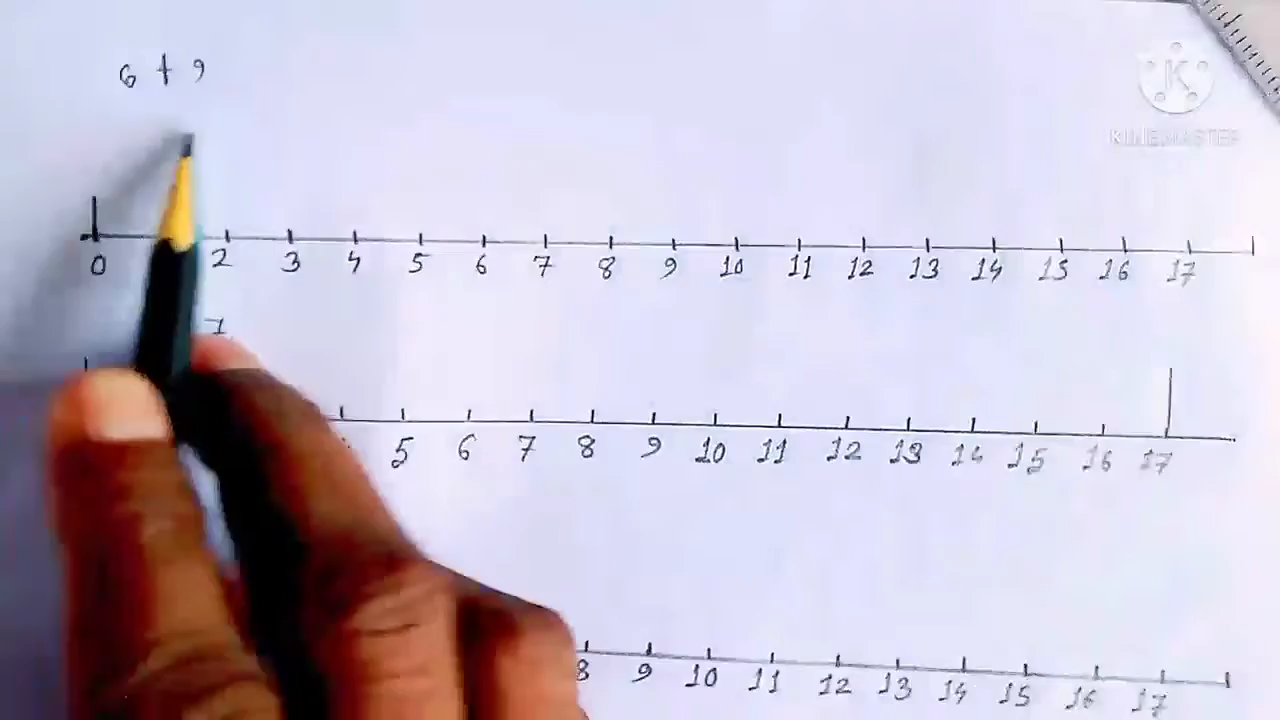 6 + 9
K
KINEMASTER
0 2 3 4 5 6 7 8 9 10 11 12 13 14 15 16 17
7
5 6 7 8 9 10 11 12 13 14 15 16 17
8 9 10 11 12 13 14 15 16 17